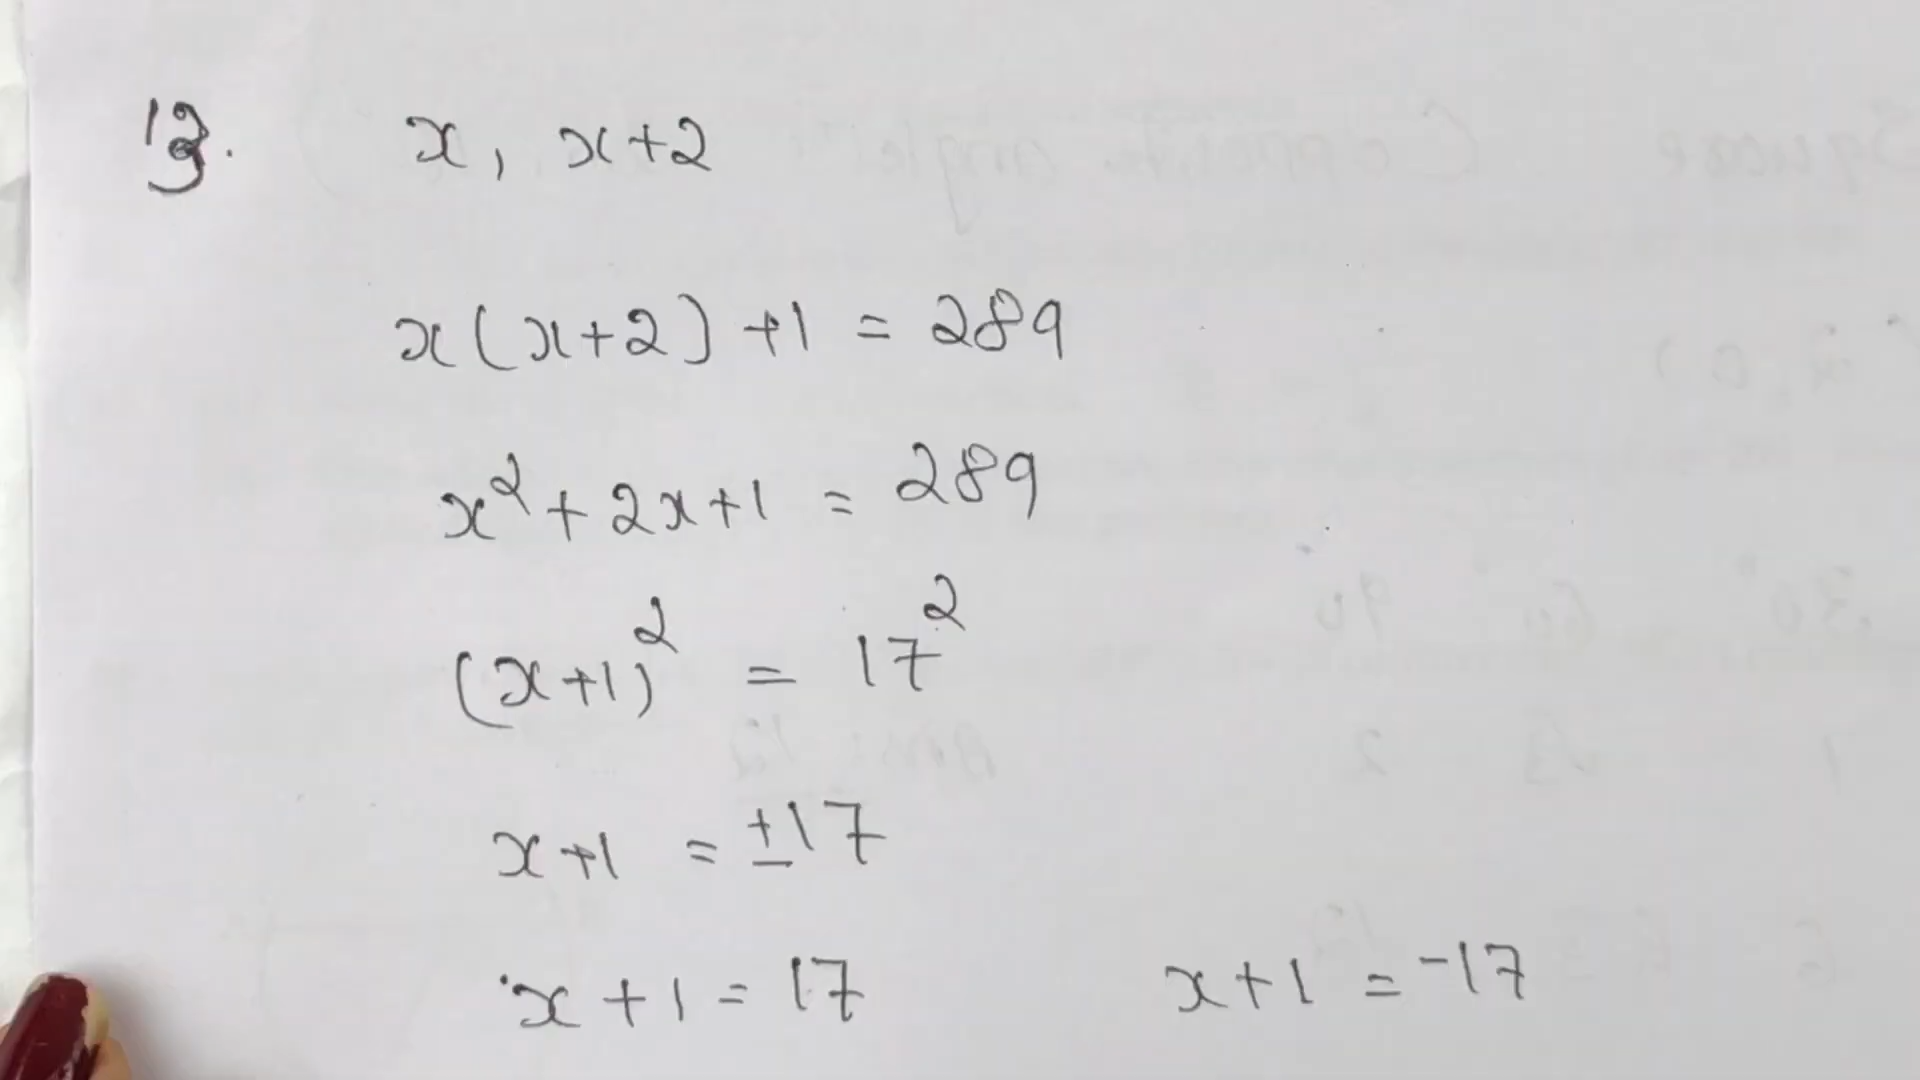 13. x, x+2
x(x+2)+1 = 289
x²+2x+1 = 289
(x+1)² = 17²
x+1 = ±17
x+1=17 x+1=-17